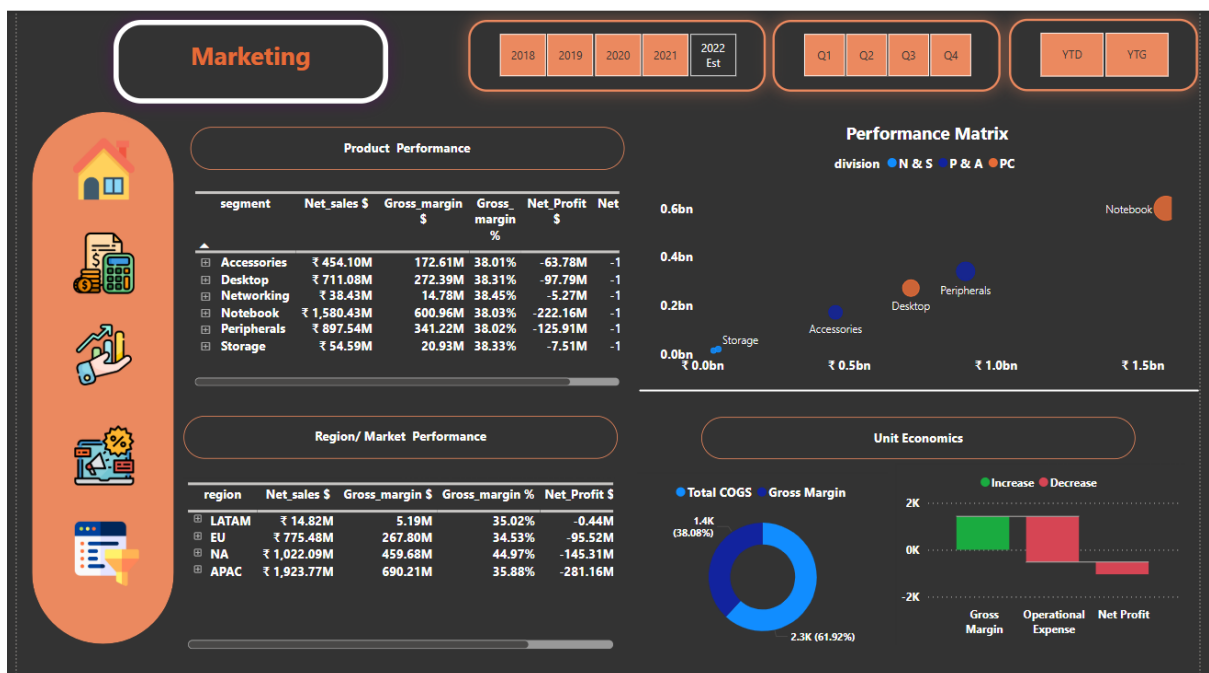 Marketing
2018 2019 2020 2021 2022 Est
Q1 Q2 Q3 Q4
YTD YTG
Product Performance
segment Net_sales $ Gross_margin $ Gross_margin % Net_Profit $ Net
Accessories ₹ 454.10M 172.61M 38.01% -63.78M -1
Desktop ₹ 711.08M 272.39M 38.31% -97.79M -1
Networking ₹ 38.43M 14.78M 38.45% -5.27M -1
Notebook ₹ 1,580.43M 600.96M 38.03% -222.16M -1
Peripherals ₹ 897.54M 341.22M 38.02% -125.91M -1
Storage ₹ 54.59M 20.93M 38.33% -7.51M -1
Performance Matrix
division N & S P & A PC
0.6bn
0.4bn
0.2bn
0.0bn
Notebook
Peripherals
Desktop
Accessories
Storage
₹ 0.0bn ₹ 0.5bn ₹ 1.0bn ₹ 1.5bn
Region/ Market Performance
region Net_sales $ Gross_margin $ Gross_margin % Net_Profit $
LATAM ₹ 14.82M 5.19M 35.02% -0.44M
EU ₹ 775.48M 267.80M 34.53% -95.52M
NA ₹ 1,022.09M 459.68M 44.97% -145.31M
APAC ₹ 1,923.77M 690.21M 35.88% -281.16M
Unit Economics
Total COGS Gross Margin
1.4K
(38.08%)
2.3K (61.92%)
Increase Decrease
2K
0K
-2K
Gross Margin Operational Expense Net Profit